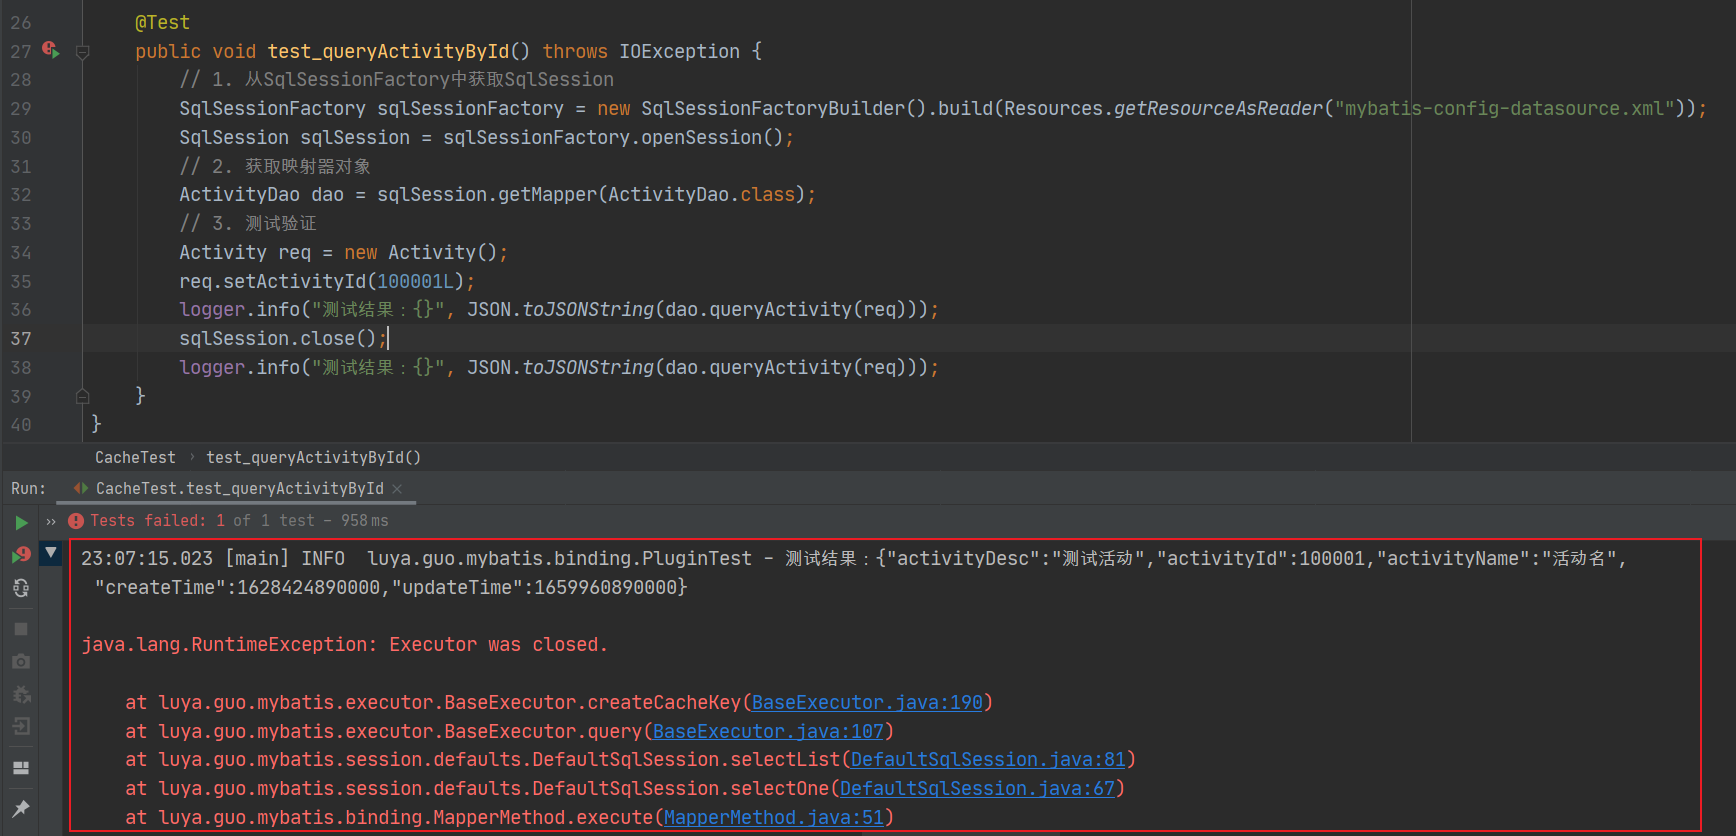 26 @Test
27 public void test_queryActivityById() throws IOException {
28 // 1. 从SqlSessionFactory中获取SqlSession
29 SqlSessionFactory sqlSessionFactory = new SqlSessionFactoryBuilder().build(Resources.getResourceAsReader("mybatis-config-datasource.xml"));
30 SqlSession sqlSession = sqlSessionFactory.openSession();
31 // 2. 获取映射器对象
32 ActivityDao dao = sqlSession.getMapper(ActivityDao.class);
33 // 3. 测试验证
34 Activity req = new Activity();
35 req.setActivityId(100001L);
36 logger.info("测试结果：{}", JSON.toJSONString(dao.queryActivity(req)));
37 sqlSession.close();
38 logger.info("测试结果：{}", JSON.toJSONString(dao.queryActivity(req)));
39 }
40 }
CacheTest › test_queryActivityById()
Run: CacheTest.test_queryActivityById ×
» Tests failed: 1 of 1 test – 958 ms
23:07:15.023 [main] INFO  luya.guo.mybatis.binding.PluginTest - 测试结果：{"activityDesc":"测试活动","activityId":100001,"activityName":"活动名",
"createTime":1628424890000,"updateTime":1659960890000}
java.lang.RuntimeException: Executor was closed.
at luya.guo.mybatis.executor.BaseExecutor.createCacheKey(BaseExecutor.java:190)
at luya.guo.mybatis.executor.BaseExecutor.query(BaseExecutor.java:107)
at luya.guo.mybatis.session.defaults.DefaultSqlSession.selectList(DefaultSqlSession.java:81)
at luya.guo.mybatis.session.defaults.DefaultSqlSession.selectOne(DefaultSqlSession.java:67)
at luya.guo.mybatis.binding.MapperMethod.execute(MapperMethod.java:51)